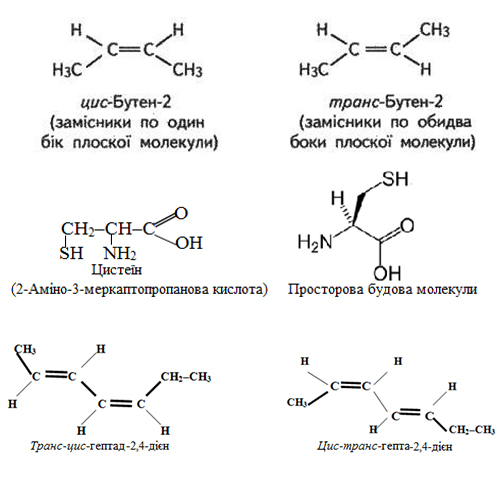 H H
C=C
H3C CH3
цис-Бутен-2
(замісники по один
бік плоскої молекули)
H CH3
C=C
H3C H
транс-Бутен-2
(замісники по обидва
боки плоскої молекули)
O
CH2–CH–C
OH
SH NH2
Цистеїн
(2-Аміно-3-меркаптопропанова кислота)
SH
H
H2N O
OH
Просторова будова молекули
CH3 H
C=C CH2–CH3
H C=C
H H
Транс-цис-гептад-2,4-дієн
H H
C=C H
CH3 C=C
H CH2–CH3
Цис-транс-гепта-2,4-дієн